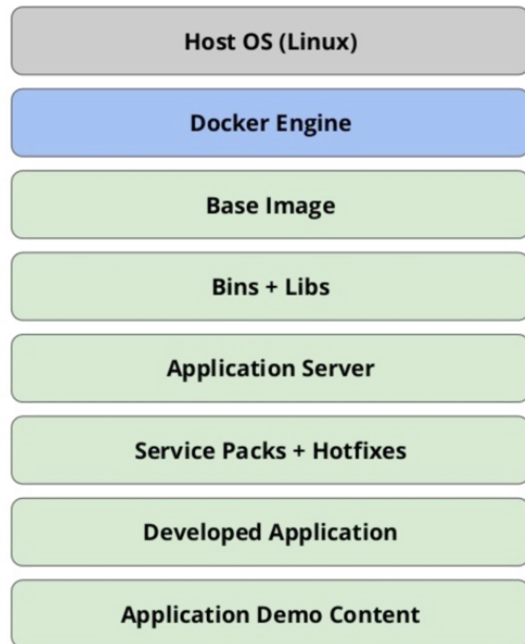 Host OS (Linux)
Docker Engine
Base Image
Bins + Libs
Application Server
Service Packs + Hotfixes
Developed Application
Application Demo Content